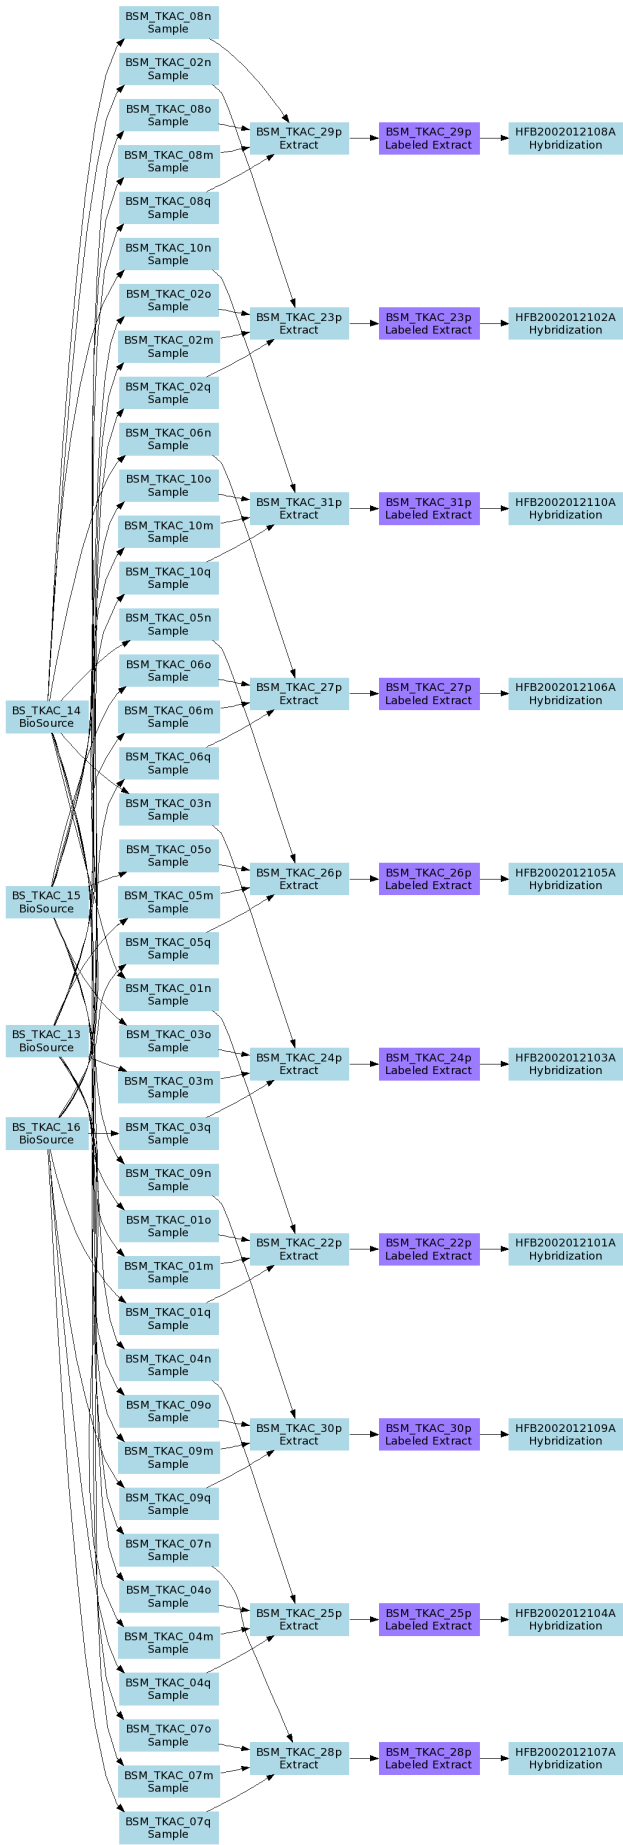 BSM_TKAC_08n
Sample
BSM_TKAC_02n
Sample
BSM_TKAC_08o
Sample
BSM_TKAC_29p
Extract
BSM_TKAC_29p
Labeled Extract
HFB2002012108A
Hybridization
BSM_TKAC_08m
Sample
BSM_TKAC_08q
Sample
BSM_TKAC_10n
Sample
BSM_TKAC_02o
Sample
BSM_TKAC_23p
Extract
BSM_TKAC_23p
Labeled Extract
HFB2002012102A
Hybridization
BSM_TKAC_02m
Sample
BSM_TKAC_02q
Sample
BSM_TKAC_06n
Sample
BSM_TKAC_10o
Sample
BSM_TKAC_31p
Extract
BSM_TKAC_31p
Labeled Extract
HFB2002012110A
Hybridization
BSM_TKAC_10m
Sample
BSM_TKAC_10q
Sample
BSM_TKAC_05n
Sample
BSM_TKAC_06o
Sample
BSM_TKAC_27p
Extract
BSM_TKAC_27p
Labeled Extract
HFB2002012106A
Hybridization
BS_TKAC_14
BioSource
BSM_TKAC_06m
Sample
BSM_TKAC_06q
Sample
BSM_TKAC_03n
Sample
BSM_TKAC_05o
Sample
BSM_TKAC_26p
Extract
BSM_TKAC_26p
Labeled Extract
HFB2002012105A
Hybridization
BS_TKAC_15
BioSource
BSM_TKAC_05m
Sample
BSM_TKAC_05q
Sample
BSM_TKAC_01n
Sample
BS_TKAC_13
BioSource
BSM_TKAC_03o
Sample
BSM_TKAC_24p
Extract
BSM_TKAC_24p
Labeled Extract
HFB2002012103A
Hybridization
BSM_TKAC_03m
Sample
BS_TKAC_16
BioSource
BSM_TKAC_03q
Sample
BSM_TKAC_09n
Sample
BSM_TKAC_01o
Sample
BSM_TKAC_22p
Extract
BSM_TKAC_22p
Labeled Extract
HFB2002012101A
Hybridization
BSM_TKAC_01m
Sample
BSM_TKAC_01q
Sample
BSM_TKAC_04n
Sample
BSM_TKAC_09o
Sample
BSM_TKAC_30p
Extract
BSM_TKAC_30p
Labeled Extract
HFB2002012109A
Hybridization
BSM_TKAC_09m
Sample
BSM_TKAC_09q
Sample
BSM_TKAC_07n
Sample
BSM_TKAC_04o
Sample
BSM_TKAC_25p
Extract
BSM_TKAC_25p
Labeled Extract
HFB2002012104A
Hybridization
BSM_TKAC_04m
Sample
BSM_TKAC_04q
Sample
BSM_TKAC_07o
Sample
BSM_TKAC_28p
Extract
BSM_TKAC_28p
Labeled Extract
HFB2002012107A
Hybridization
BSM_TKAC_07m
Sample
BSM_TKAC_07q
Sample